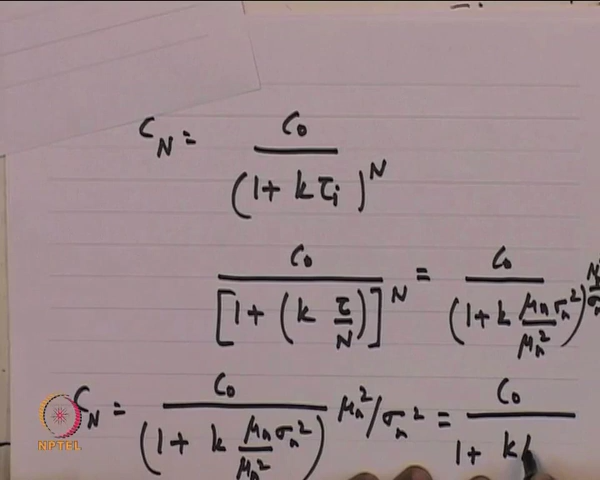 C_N = C_0 / (1 + k τ_i)^N
C_0 / [1 + (k τ/N)]^N = C_0 / (1 + k μ_n σ_n^2 / μ_n^2)
C_N = C_0 / (1 + k μ_n σ_n^2 / μ_n^2) μ_n^2/σ_n^2 = C_0 / 1 + k
NPTEL